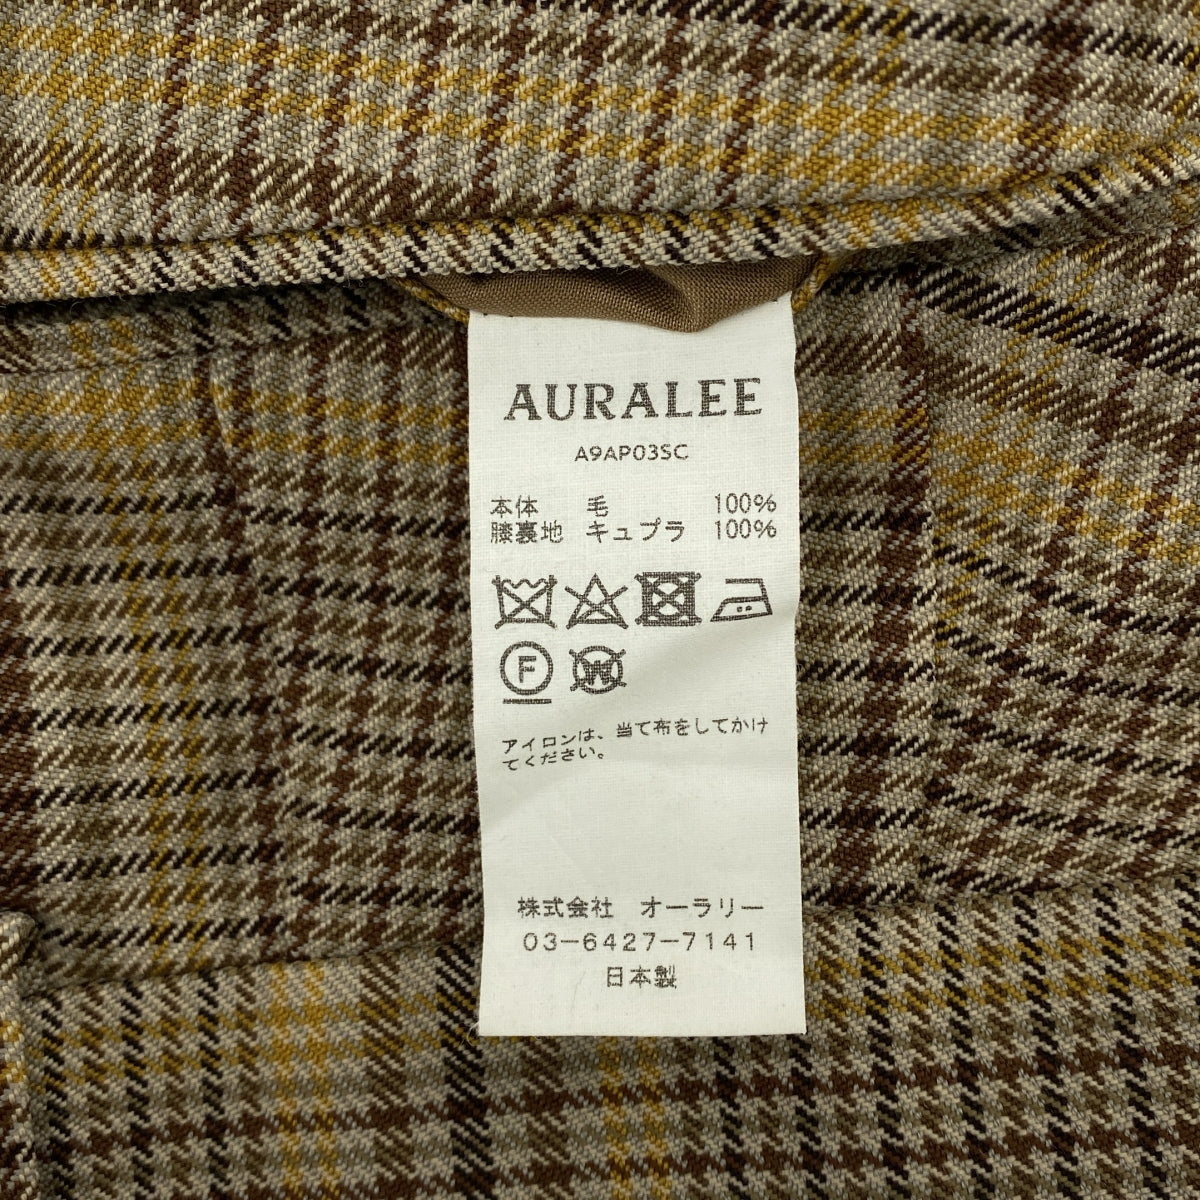 AURALEE
A9AP03SC
本体 毛 100%
膝裏地 キュプラ 100%
F W
アイロンは、当て布をしてかけ
てください。
株式会社 オーラリー
03-6427-7141
日本製